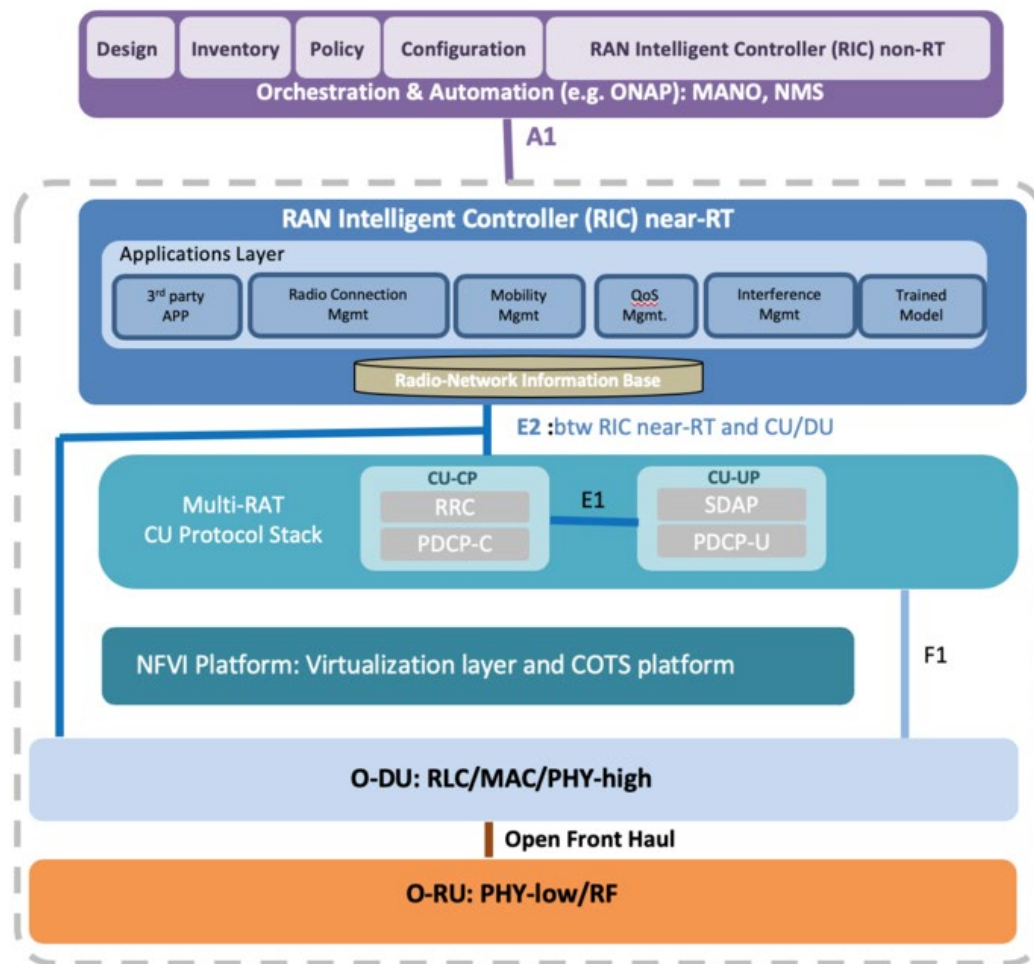 Design
Inventory
Policy
Configuration
RAN Intelligent Controller (RIC) non-RT
Orchestration & Automation (e.g. ONAP): MANO, NMS
A1
RAN Intelligent Controller (RIC) near-RT
Applications Layer
3rd party
APP
Radio Connection
Mgmt
Mobility
Mgmt
QoS
Mgmt.
Interference
Mgmt
Trained
Model
Radio-Network Information Base
E2 :btw RIC near-RT and CU/DU
Multi-RAT
CU Protocol Stack
CU-CP
RRC
PDCP-C
E1
CU-UP
SDAP
PDCP-U
NFVI Platform: Virtualization layer and COTS platform
F1
O-DU: RLC/MAC/PHY-high
Open Front Haul
O-RU: PHY-low/RF